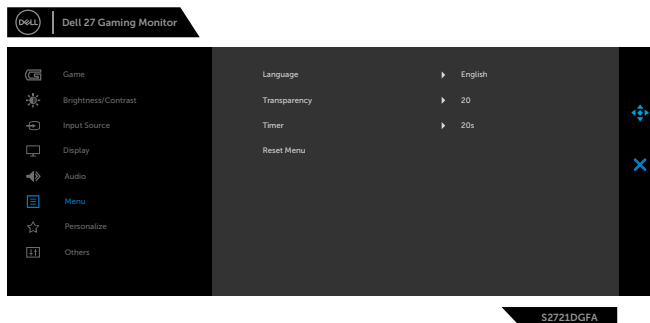 DELL
Dell 27 Gaming Monitor
Game
Brightness/Contrast
Input Source
Display
Audio
Menu
Personalize
Others
Language English
Transparency 20
Timer 20s
Reset Menu
S2721DGFA